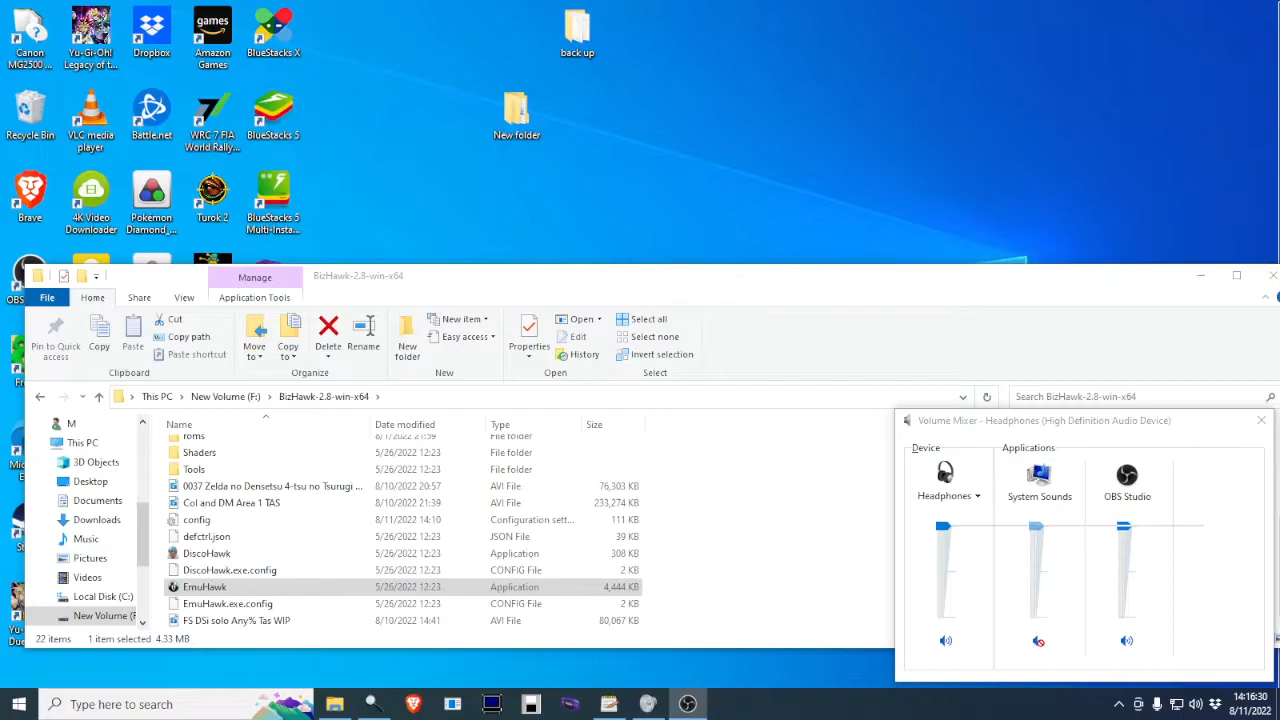 Canon
MG2500 ...
Yu-Gi-Oh!
Legacy of t...
Dropbox
Amazon
Games
BlueStacks X
back up
Recycle Bin
VLC media
player
Battle.net
WRC 7 FIA
World Rally...
BlueStacks 5
New folder
Brave
4K Video
Downloader
Pokémon
Diamond_...
Turok 2
BlueStacks 5
Multi-Insta...
games
Manage
BizHawk-2.8-win-x64
File
Home
Share
View
Application Tools
Pin to Quick
access
Copy
Paste
Cut
Copy path
Paste shortcut
Clipboard
Move
to
Copy
to
Delete
Rename
Organize
New
folder
New item
Easy access
New
Properties
Open
Edit
History
Open
Select all
Select none
Invert selection
Select
This PC
New Volume (F:)
BizHawk-2.8-win-x64
Search BizHawk-2.8-win-x64
M
This PC
3D Objects
Desktop
Documents
Downloads
Music
Pictures
Videos
Local Disk (C:)
New Volume (F
Name Date modified Type Size
roms 8/1/2022 21:59 File folder
Shaders 5/26/2022 12:23 File folder
Tools 5/26/2022 12:23 File folder
0037 Zelda no Densetsu 4-tsu no Tsurugi ... 8/10/2022 20:57 AVI File 76,303 KB
Col and DM Area 1 TAS 8/10/2022 21:39 AVI File 233,274 KB
config 8/11/2022 14:10 Configuration sett... 111 KB
defctrl.json 5/26/2022 12:23 JSON File 39 KB
DiscoHawk 5/26/2022 12:23 Application 308 KB
DiscoHawk.exe.config 5/26/2022 12:23 CONFIG File 2 KB
EmuHawk 5/26/2022 12:23 Application 4,444 KB
EmuHawk.exe.config 5/26/2022 12:23 CONFIG File 2 KB
FS DSi solo Any% Tas WIP 8/10/2022 14:41 AVI File 80,067 KB
22 items 1 item selected 4.33 MB
Volume Mixer - Headphones (High Definition Audio Device)
Device
Applications
Headphones
System Sounds
OBS Studio
Type here to search
14:16:30
8/11/2022